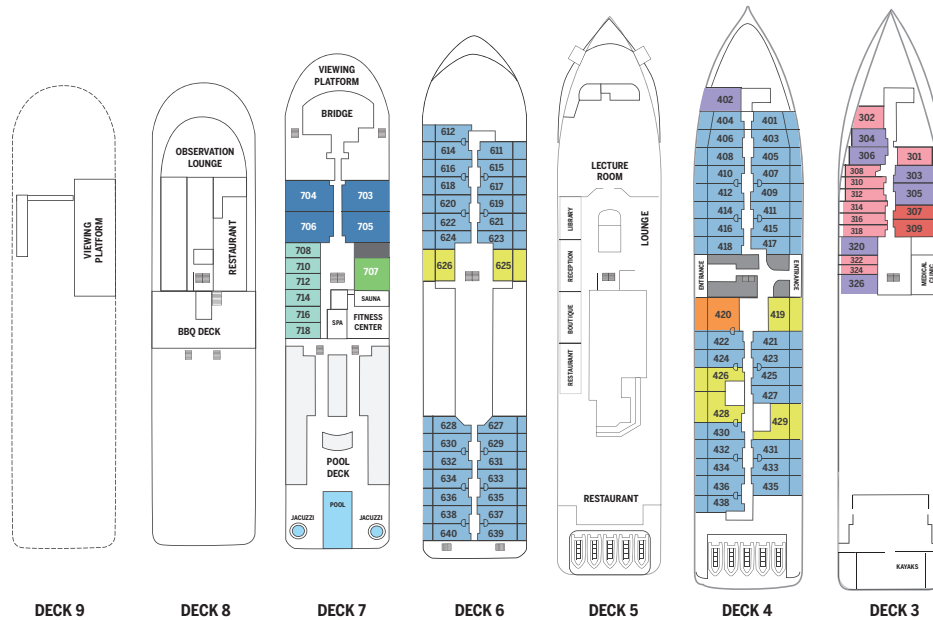 VIEWING
PLATFORM
DECK 9
OBSERVATION
LOUNGE
RESTAURANT
BBQ DECK
DECK 8
VIEWING
PLATFORM
BRIDGE
704
703
706
705
708
710
707
712
714
SAUNA
716
SPA
FITNESS
CENTER
718
POOL
DECK
POOL
JACUZZI
JACUZZI
DECK 7
612
614
611
616
615
618
617
620
619
622
621
624
623
626
625
628
627
630
629
632
631
634
633
636
635
638
637
640
639
DECK 6
LECTURE
ROOM
LIBRARY
LOUNGE
RECEPTION
BOUTIQUE
RESTAURANT
RESTAURANT
DECK 5
402
404
401
406
403
408
405
410
407
412
409
414
411
416
415
418
417
ENTRANCE
ENTRANCE
420
419
422
421
424
423
426
425
427
428
429
430
432
431
434
433
436
435
438
DECK 4
302
304
306
301
308
303
310
312
305
314
307
316
309
318
320
322
324
326
MEDICAL CLINIC
KAYAKS
DECK 3